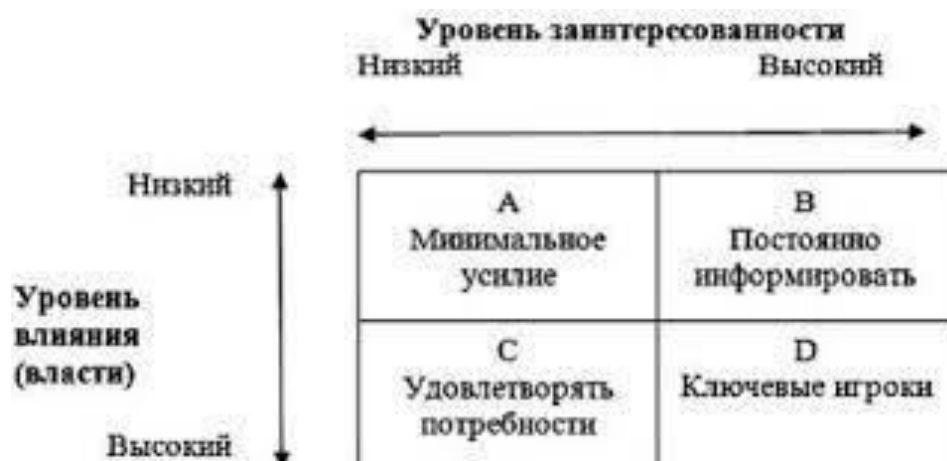 Уровень заинтересованности
Низкий Высокий
Низкий
Уровень
влияния
(власти)
Высокий
A
Минимальное
усилие
B
Постоянно
информировать
C
Удовлетворять
потребности
D
Ключевые игроки